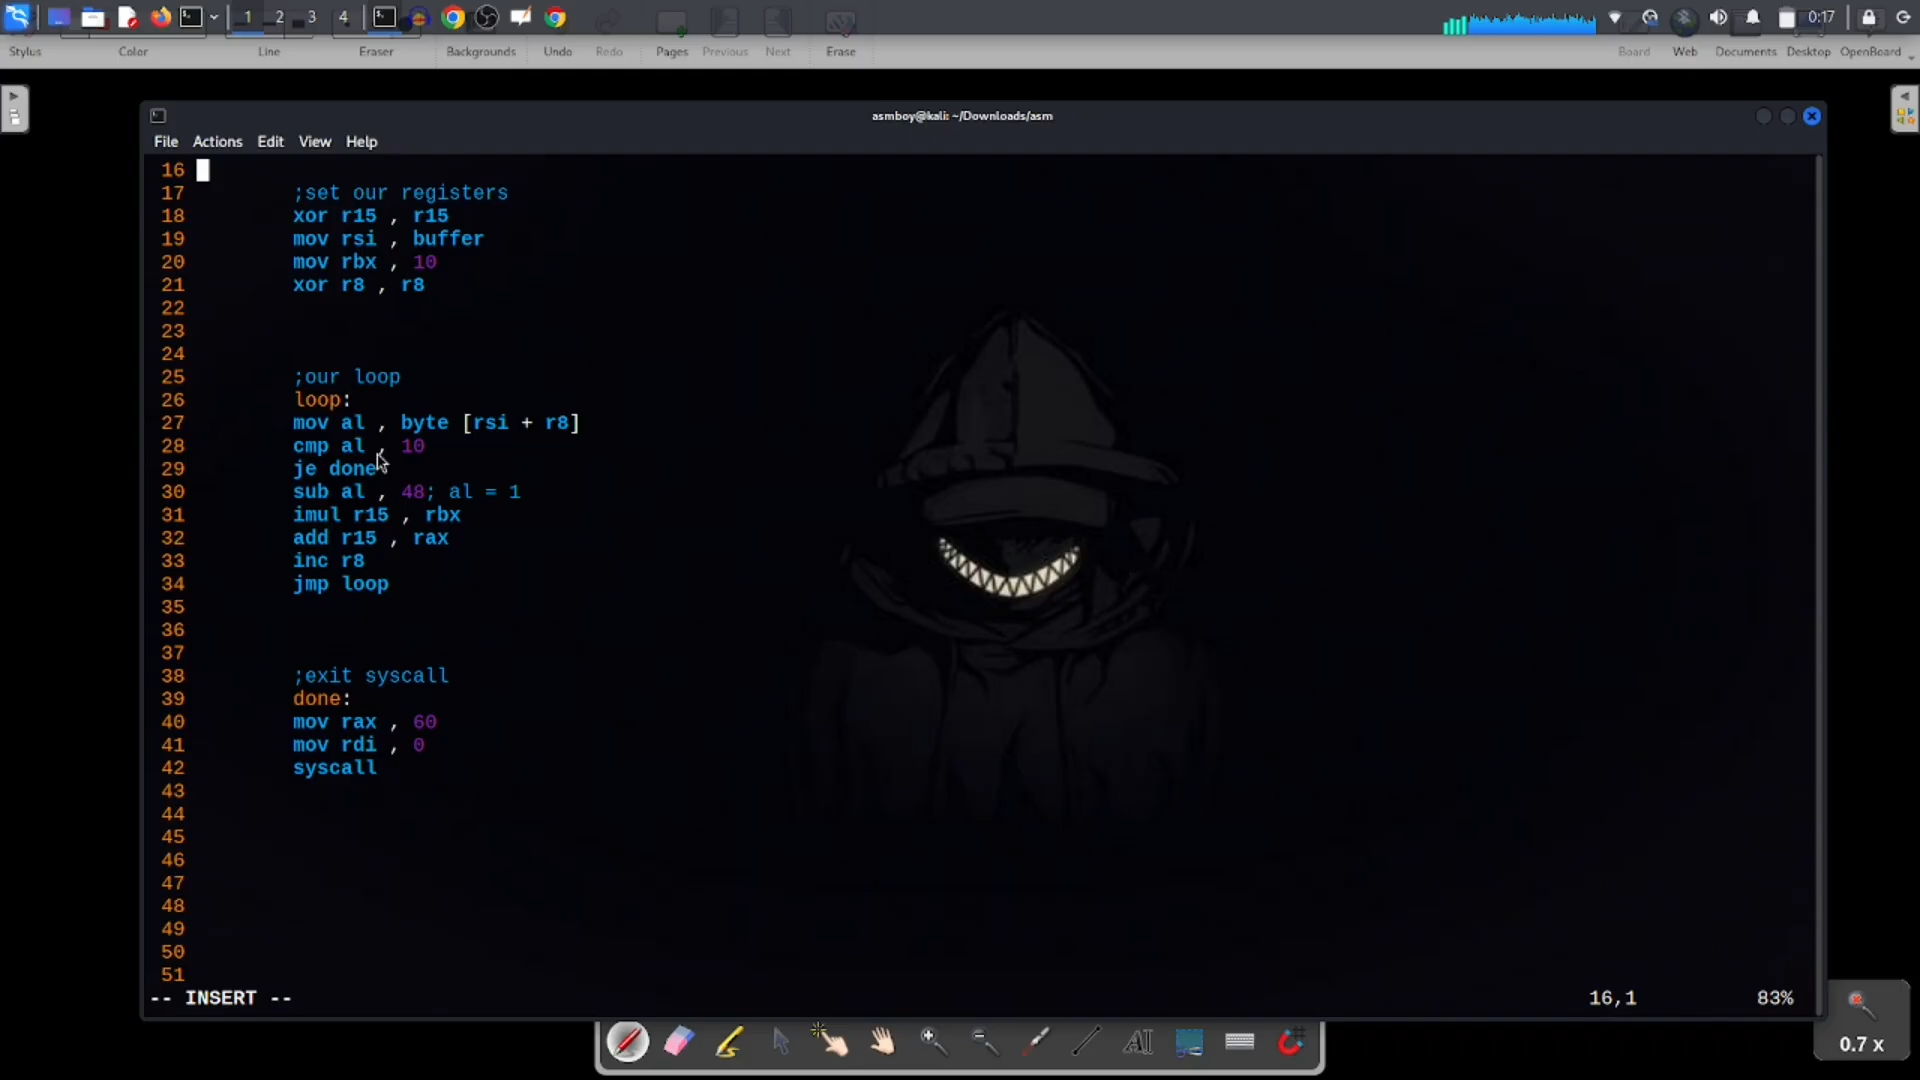 1 2 3 4 0:17
Stylus Color Line Eraser Backgrounds Undo Redo Pages Previous Next Erase Board Web Documents Desktop OpenBoard
asmboy@kali: ~/Downloads/asm
File Actions Edit View Help
16
17 ;set our registers
18 xor r15 , r15
19 mov rsi , buffer
20 mov rbx , 10
21 xor r8 , r8
22
23
24
25 ;our loop
26 loop:
27 mov al , byte [rsi + r8]
28 cmp al , 10
29 je done
30 sub al , 48; al = 1
31 imul r15 , rbx
32 add r15 , rax
33 inc r8
34 jmp loop
35
36
37
38 ;exit syscall
39 done:
40 mov rax , 60
41 mov rdi , 0
42 syscall
43
44
45
46
47
48
49
50
51
-- INSERT -- 16,1 83%
AI
0.7 x